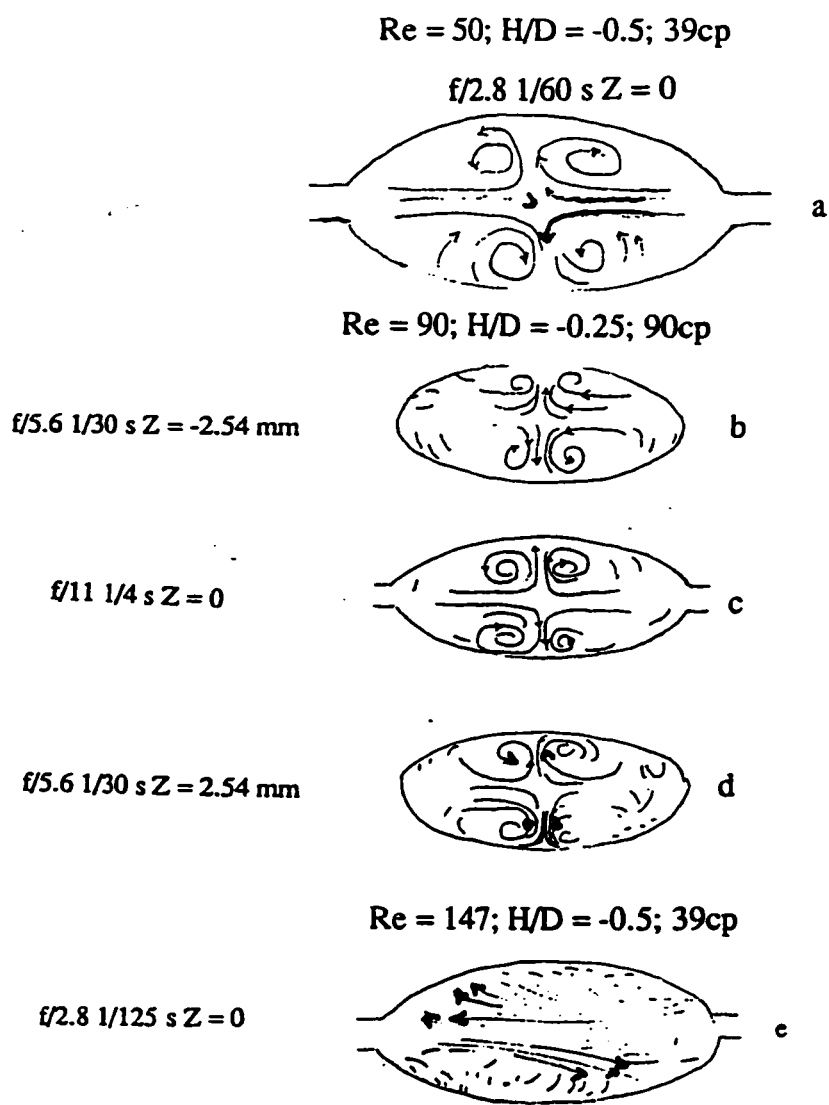 Re = 50; H/D = -0.5; 39cp
f/2.8 1/60 s Z = 0
a
Re = 90; H/D = -0.25; 90cp
f/5.6 1/30 s Z = -2.54 mm
b
f/11 1/4 s Z = 0
c
f/5.6 1/30 s Z = 2.54 mm
d
Re = 147; H/D = -0.5; 39cp
f/2.8 1/125 s Z = 0
e